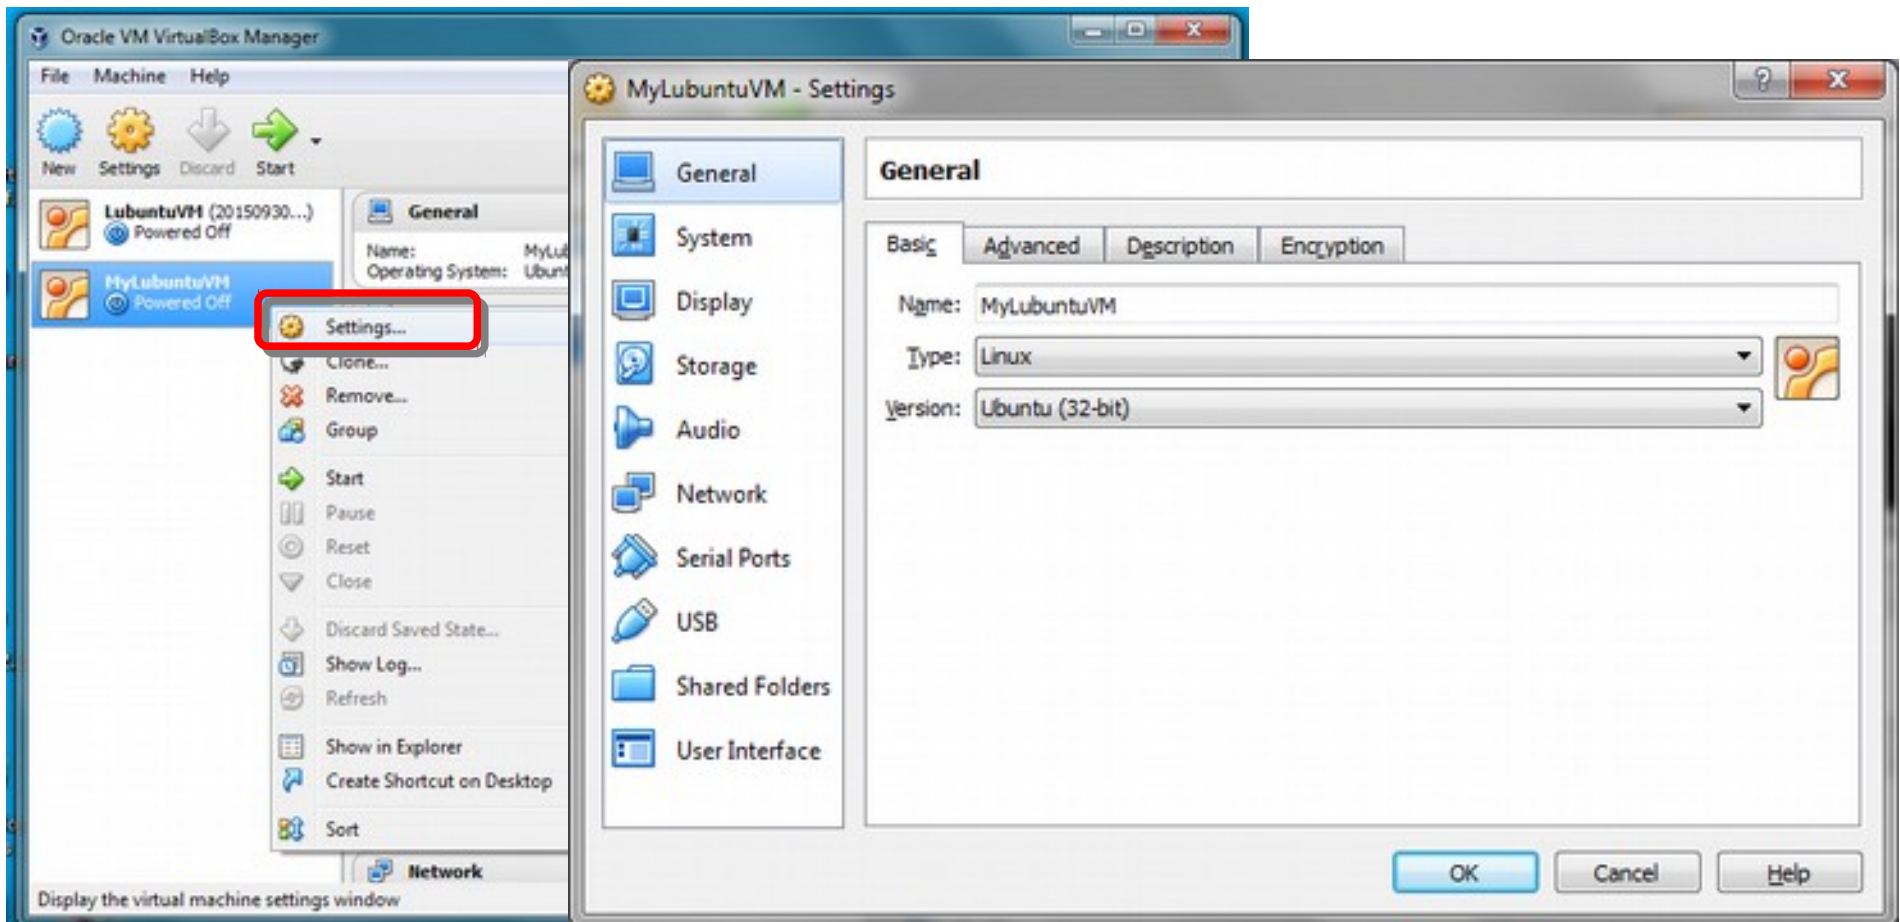 Oracle VM VirtualBox Manager
File Machine Help
New Settings Discard Start
LubuntuVM (20150930...)
Powered Off
MyLubuntuVM
Powered Off
General
Name: MyLub
Operating System: Ubunt
Settings...
Clone...
Remove...
Group
Start
Pause
Reset
Close
Discard Saved State...
Show Log...
Refresh
Show in Explorer
Create Shortcut on Desktop
Sort
Network
Display the virtual machine settings window
MyLubuntuVM - Settings
General
System
Display
Storage
Audio
Network
Serial Ports
USB
Shared Folders
User Interface
General
Basic Advanced Description Encryption
Name: MyLubuntuVM
Type: Linux
Version: Ubuntu (32-bit)
OK Cancel Help